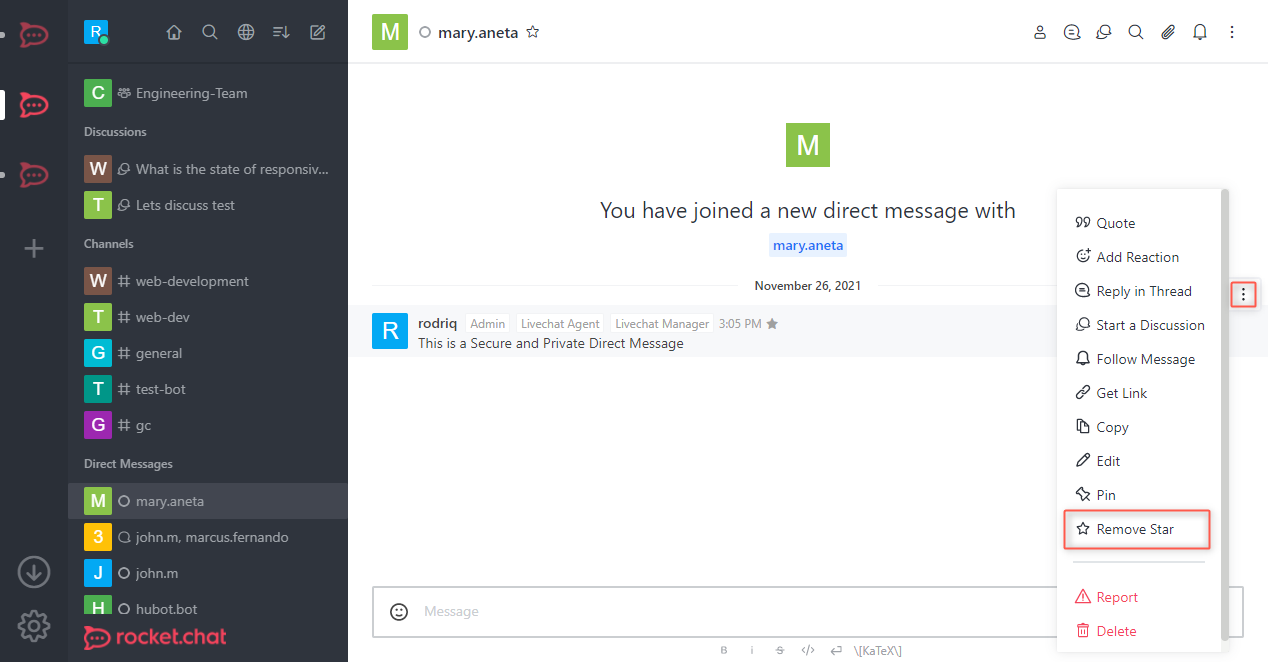 R
C Engineering-Team
Discussions
W What is the state of responsiv...
T Lets discuss test
Channels
W web-development
T web-dev
G general
T test-bot
G gc
Direct Messages
M mary.aneta
3 john.m, marcus.fernando
J john.m
H hubot.bot
rocket.chat
M mary.aneta
M
You have joined a new direct message with
mary.aneta
November 26, 2021
R rodriq Admin Livechat Agent Livechat Manager 3:05 PM
This is a Secure and Private Direct Message
Quote
Add Reaction
Reply in Thread
Start a Discussion
Follow Message
Get Link
Copy
Edit
Pin
Remove Star
Report
Delete
Message
B i S </> \[KaTeX\]